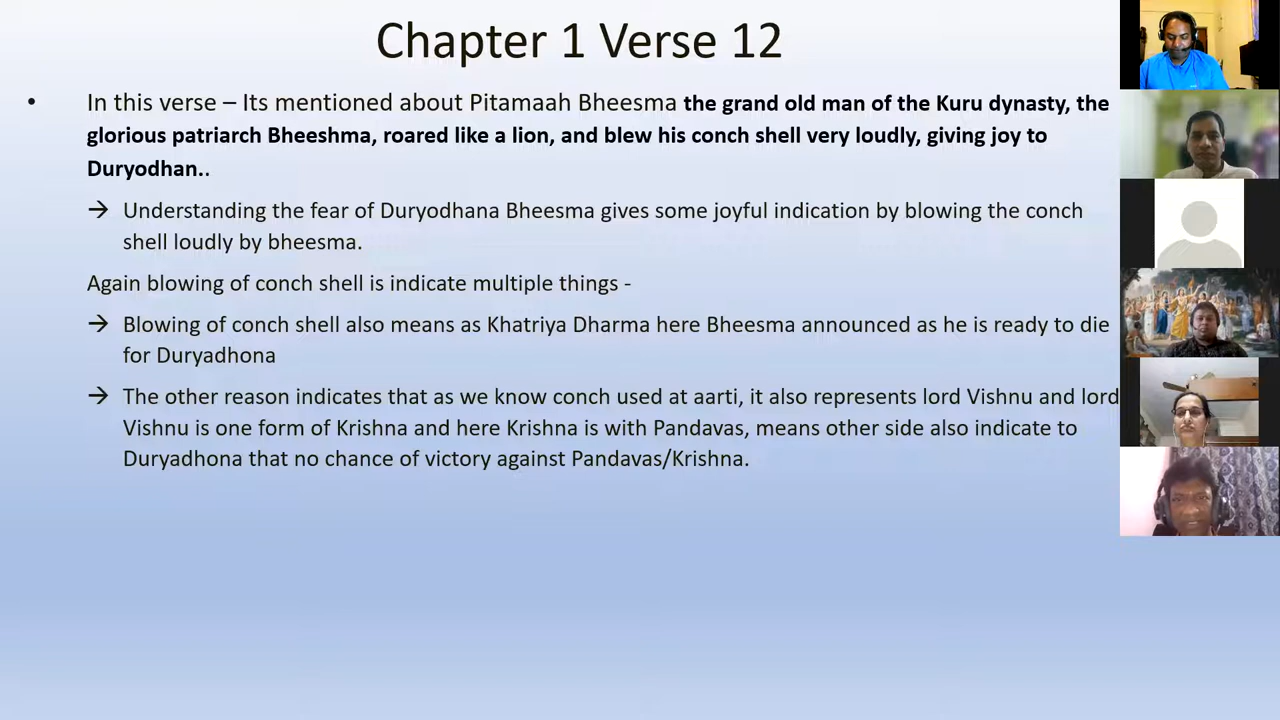 Chapter 1 Verse 12
• In this verse – Its mentioned about Pitamaah Bheesma the grand old man of the Kuru dynasty, the
glorious patriarch Bheeshma, roared like a lion, and blew his conch shell very loudly, giving joy to
Duryodhan..
→ Understanding the fear of Duryodhana Bheesma gives some joyful indication by blowing the conch
shell loudly by bheesma.
Again blowing of conch shell is indicate multiple things -
→ Blowing of conch shell also means as Khatriya Dharma here Bheesma announced as he is ready to die
for Duryadhona
→ The other reason indicates that as we know conch used at aarti, it also represents lord Vishnu and lord
Vishnu is one form of Krishna and here Krishna is with Pandavas, means other side also indicate to
Duryadhona that no chance of victory against Pandavas/Krishna.